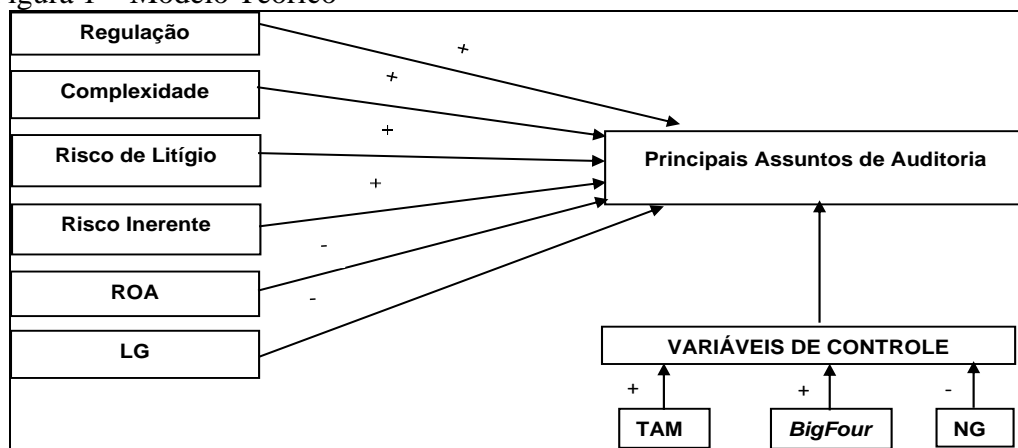 igura 1 – Modelo Teórico
Regulação
+
Complexidade
+
Risco de Litígio
+
Principais Assuntos de Auditoria
Risco Inerente
+
-
ROA
-
LG
VARIÁVEIS DE CONTROLE
+
+
-
TAM
BigFour
NG